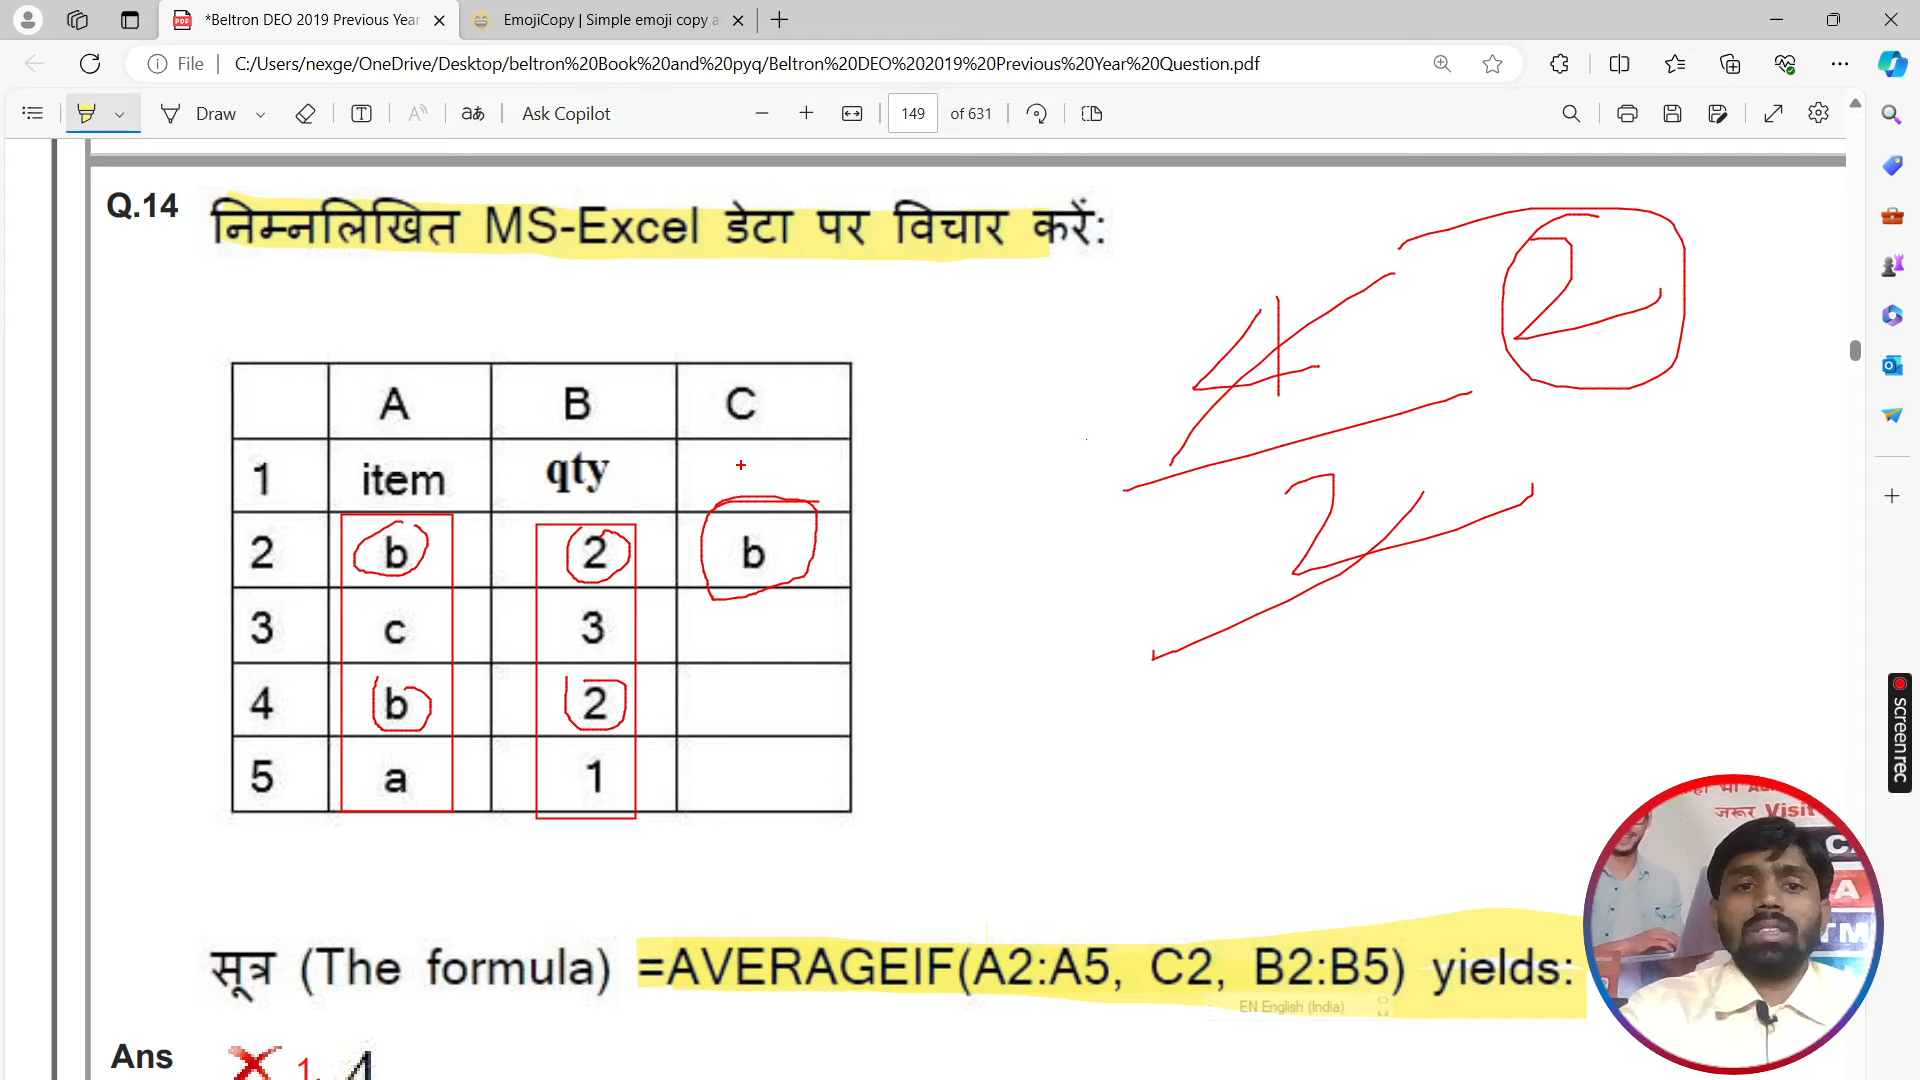 *Beltron DEO 2019 Previous Year
EmojiCopy | Simple emoji copy a
File
C:/Users/nexge/OneDrive/Desktop/beltron%20Book%20and%20pyq/Beltron%20DEO%202019%20Previous%20Year%20Question.pdf
Draw
aあ
Ask Copilot
149 of 631
Q.14 निम्नलिखित MS-Excel डेटा पर विचार करें:
A B C
1 item qty
2 b 2 b
3 c 3
4 b 2
5 a 1
4
2
2
screenrec
जरूर Visit
सूत्र (The formula) =AVERAGEIF(A2:A5, C2, B2:B5) yields:
EN English (India)
Ans 1. 4